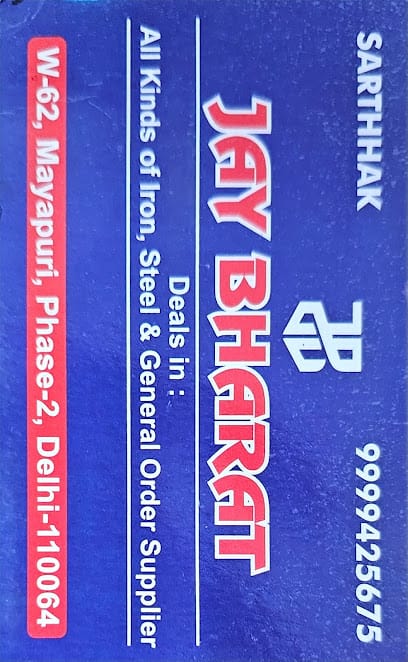 SARTHHAK 9999425675
JB
JAY BHARAT
Deals in :
All Kinds of Iron, Steel & General Order Supplier
W-62, Mayapuri, Phase-2, Delhi-110064